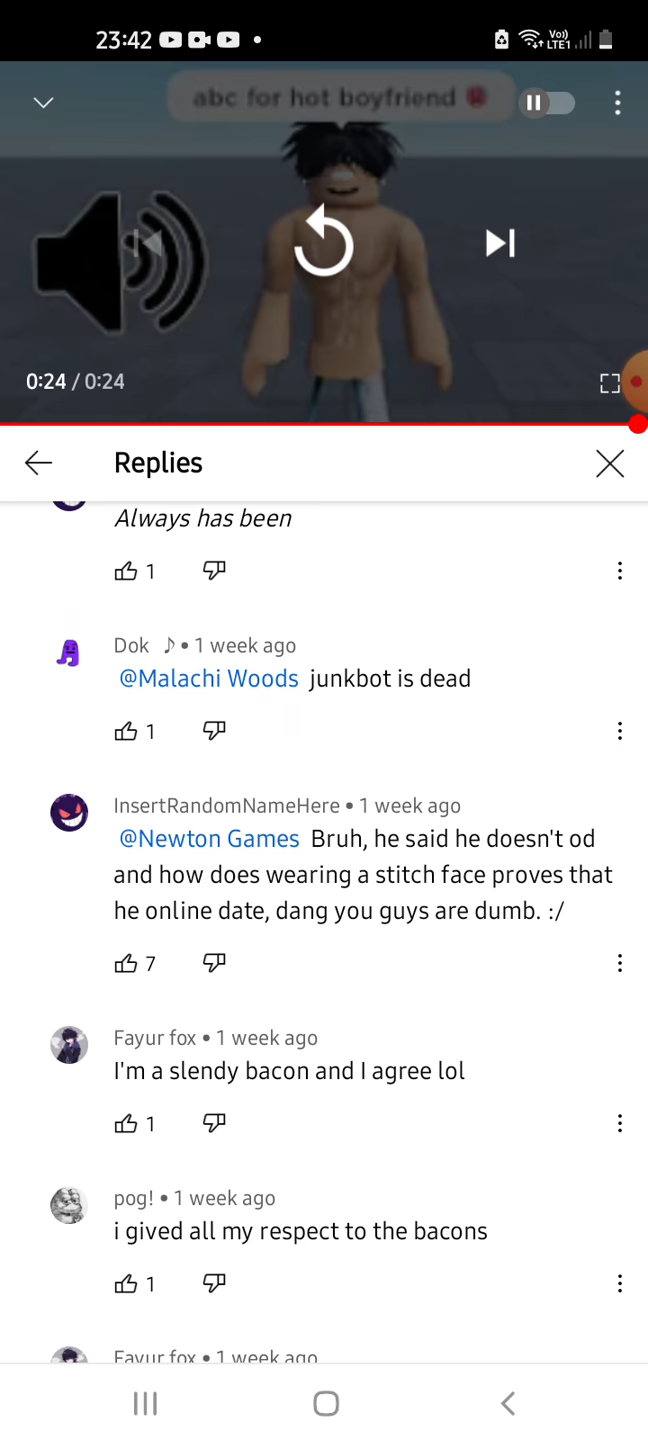 23:42
Vo))
LTE1
abc for hot boyfriend
0:24 / 0:24
Replies
Always has been
1
Dok ♪ • 1 week ago
@Malachi Woods junkbot is dead
1
InsertRandomNameHere • 1 week ago
@Newton Games Bruh, he said he doesn't od
and how does wearing a stitch face proves that
he online date, dang you guys are dumb. :/
7
Fayur fox • 1 week ago
I'm a slendy bacon and I agree lol
1
pog! • 1 week ago
i gived all my respect to the bacons
1
Fayur fox • 1 week ago